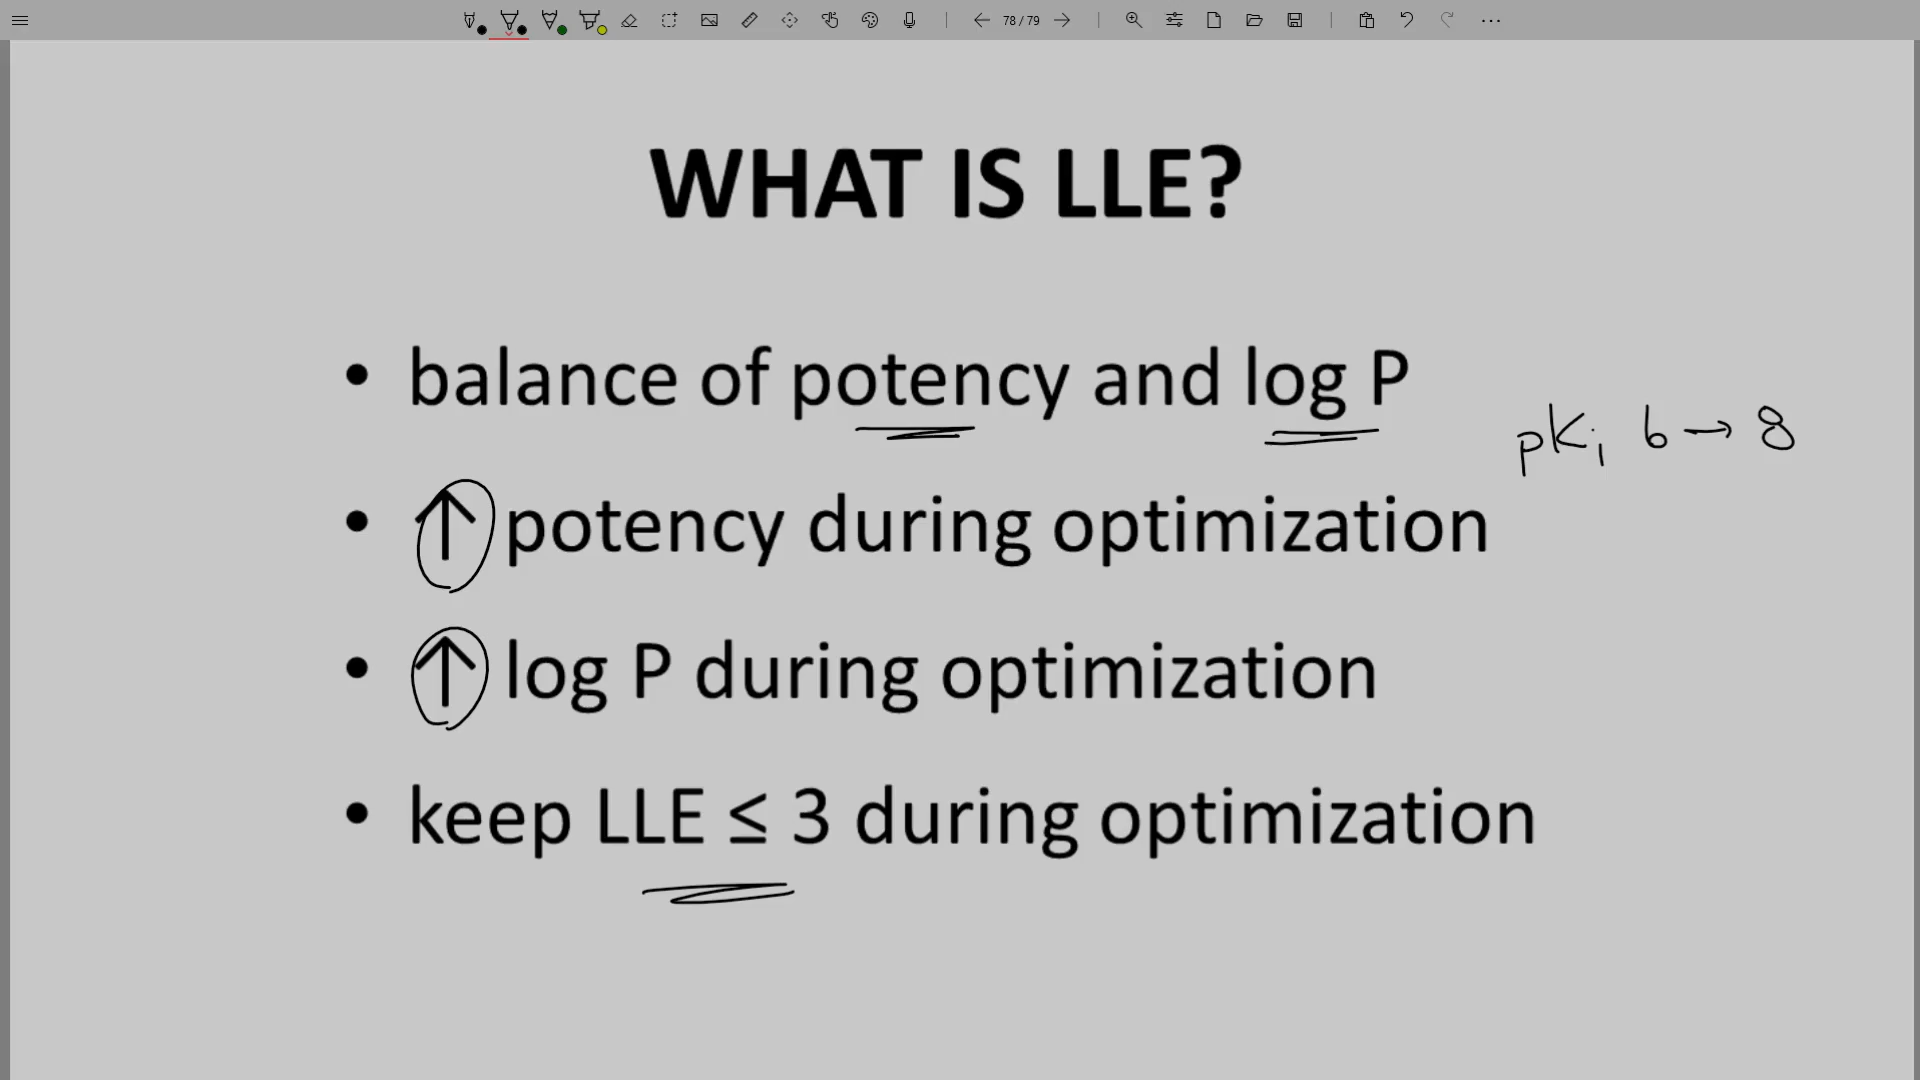 78 / 79
WHAT IS LLE?
• balance of potency and log P
pKi 6 → 8
• ↑ potency during optimization
• ↑ log P during optimization
• keep LLE ≤ 3 during optimization